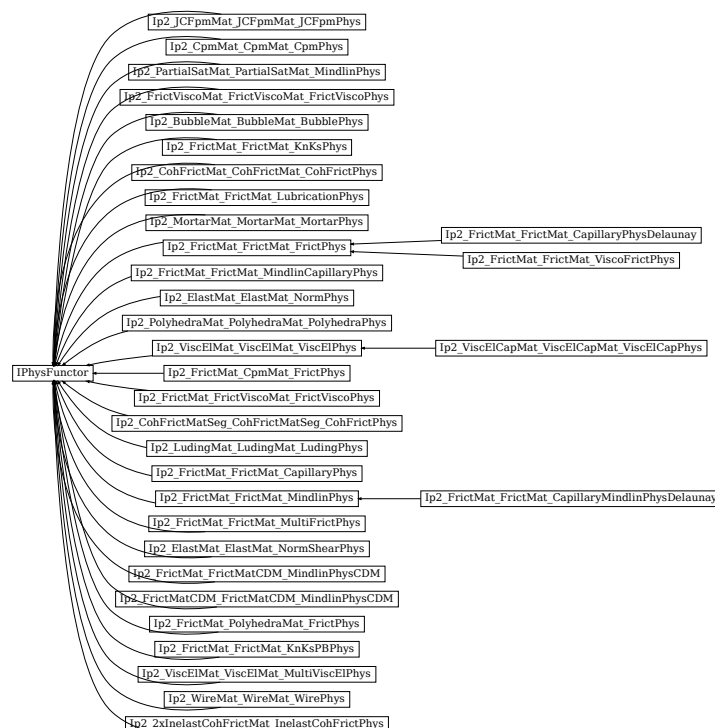 Ip2_JCFpmMat_JCFpmMat_JCFpmPhys
Ip2_CpmMat_CpmMat_CpmPhys
Ip2_PartialSatMat_PartialSatMat_MindlinPhys
Ip2_FrictViscoMat_FrictViscoMat_FrictViscoPhys
Ip2_BubbleMat_BubbleMat_BubblePhys
Ip2_FrictMat_FrictMat_KnKsPhys
Ip2_CohFrictMat_CohFrictMat_CohFrictPhys
Ip2_FrictMat_FrictMat_LubricationPhys
Ip2_MortarMat_MortarMat_MortarPhys
Ip2_FrictMat_FrictMat_CapillaryPhysDelaunay
Ip2_FrictMat_FrictMat_FrictPhys
Ip2_FrictMat_FrictMat_ViscoFrictPhys
Ip2_FrictMat_FrictMat_MindlinCapillaryPhys
Ip2_ElastMat_ElastMat_NormPhys
Ip2_PolyhedraMat_PolyhedraMat_PolyhedraPhys
Ip2_ViscElMat_ViscElMat_ViscElPhys
Ip2_ViscElCapMat_ViscElCapMat_ViscElCapPhys
IPhysFunctor
Ip2_FrictMat_CpmMat_FrictPhys
Ip2_FrictMat_FrictViscoMat_FrictViscoPhys
Ip2_CohFrictMatSeg_CohFrictMatSeg_CohFrictPhys
Ip2_LudingMat_LudingMat_LudingPhys
Ip2_FrictMat_FrictMat_CapillaryPhys
Ip2_FrictMat_FrictMat_MindlinPhys
Ip2_FrictMat_FrictMat_CapillaryMindlinPhysDelaunay
Ip2_FrictMat_FrictMat_MultiFrictPhys
Ip2_ElastMat_ElastMat_NormShearPhys
Ip2_FrictMat_FrictMatCDM_MindlinPhysCDM
Ip2_FrictMatCDM_FrictMatCDM_MindlinPhysCDM
Ip2_FrictMat_PolyhedraMat_FrictPhys
Ip2_FrictMat_FrictMat_KnKsPBPhys
Ip2_ViscElMat_ViscElMat_MultiViscElPhys
Ip2_WireMat_WireMat_WirePhys
Ip2_2xInelastCohFrictMat_InelastCohFrictPhys